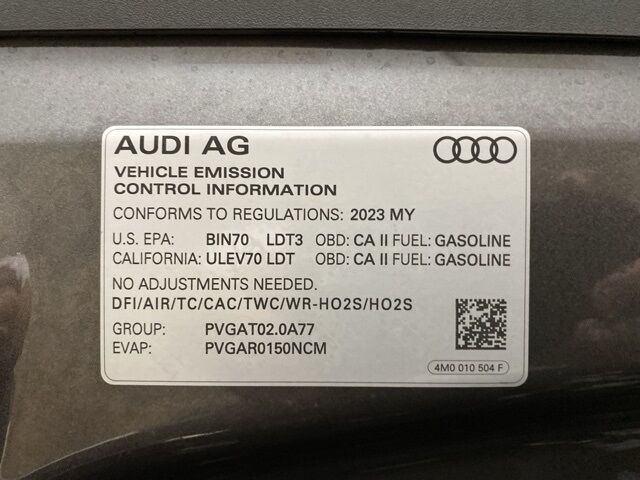 AUDI AG
VEHICLE EMISSION
CONTROL INFORMATION
CONFORMS TO REGULATIONS: 2023 MY
U.S. EPA: BIN70 LDT3 OBD: CA II FUEL: GASOLINE
CALIFORNIA: ULEV70 LDT OBD: CA II FUEL: GASOLINE
NO ADJUSTMENTS NEEDED.
DFI/AIR/TC/CAC/TWC/WR-HO2S/HO2S
GROUP: PVGAT02.0A77
EVAP: PVGAR0150NCM
4M0 010 504 F